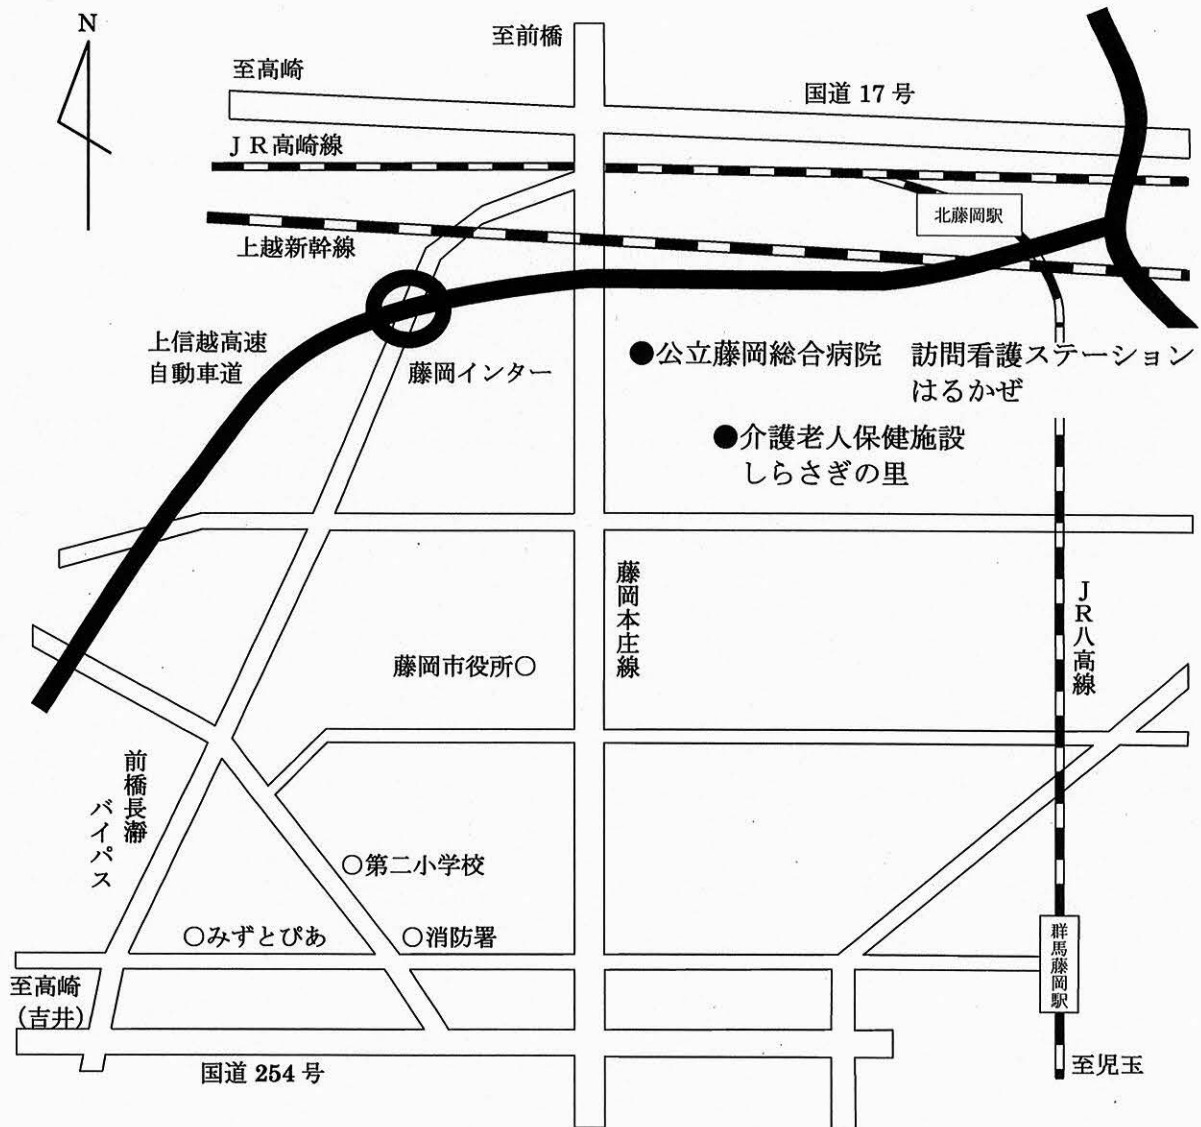 N
至前橋
至高崎
国道 17 号
ＪＲ高崎線
北藤岡駅
上越新幹線
上信越高速
自動車道
藤岡インター
●公立藤岡総合病院 訪問看護ステーション
はるかぜ
●介護老人保健施設
しらさぎの里
藤岡本庄線
ＪＲ八高線
藤岡市役所○
前橋長瀞
バイパス
○第二小学校
○みずとぴあ
○消防署
群馬藤岡駅
至高崎
（吉井）
国道 254 号
至児玉